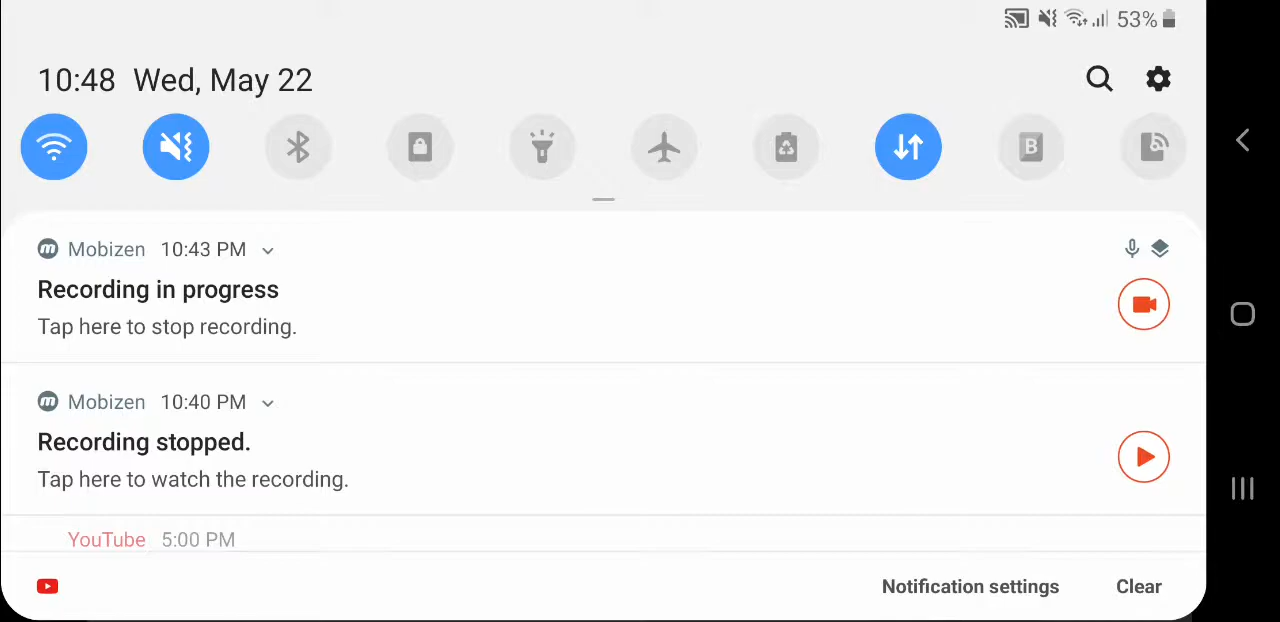 53%
10:48 Wed, May 22
B
m Mobizen 10:43 PM
Recording in progress
Tap here to stop recording.
m Mobizen 10:40 PM
Recording stopped.
Tap here to watch the recording.
YouTube 5:00 PM
Notification settings Clear